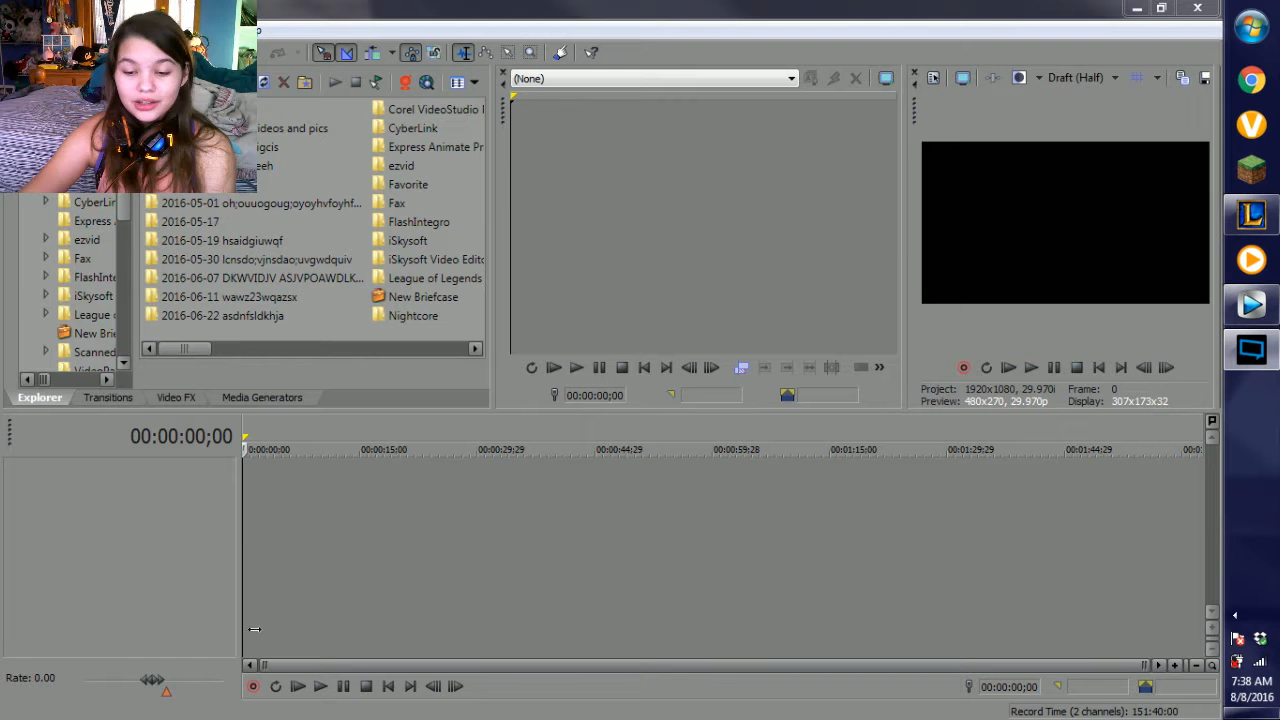 (None)
Draft (Half)
Corel VideoStudio
ideos and pics
CyberLink
igcis
Express Animate Pr
eeh
ezvid
Favorite
CyberLin
2016-05-01 oh;ouuogoug;oyoyhvfoyhf...
Fax
Express
2016-05-17
FlashIntegro
ezvid
2016-05-19 hsaidgiuwqf
iSkysoft
Fax
2016-05-30 lcnsdo;vjnsdao;uvgwdquiv
iSkysoft Video Edito
FlashInte
2016-06-07 DKWVIDJV ASJVPOAWDLK...
League of Legends
iSkysoft
2016-06-11 wawz23wqazsx
New Briefcase
League
2016-06-22 asdnfsldkhja
Nightcore
New Brie
Scanned
Explorer
Transitions
Video FX
Media Generators
00:00:00;00
Project: 1920x1080, 29.970i
Frame: 0
Preview: 480x270, 29.970p
Display: 307x173x32
00:00:00;00
0:00:00;00
00:00:15;00
00:00:29;29
00:00:44;29
00:00:59;28
00:01:15;00
00:01:29;29
00:01:44;29
00:0
Rate: 0.00
00:00:00;00
Record Time (2 channels): 151:40:00
7:38 AM
8/8/2016